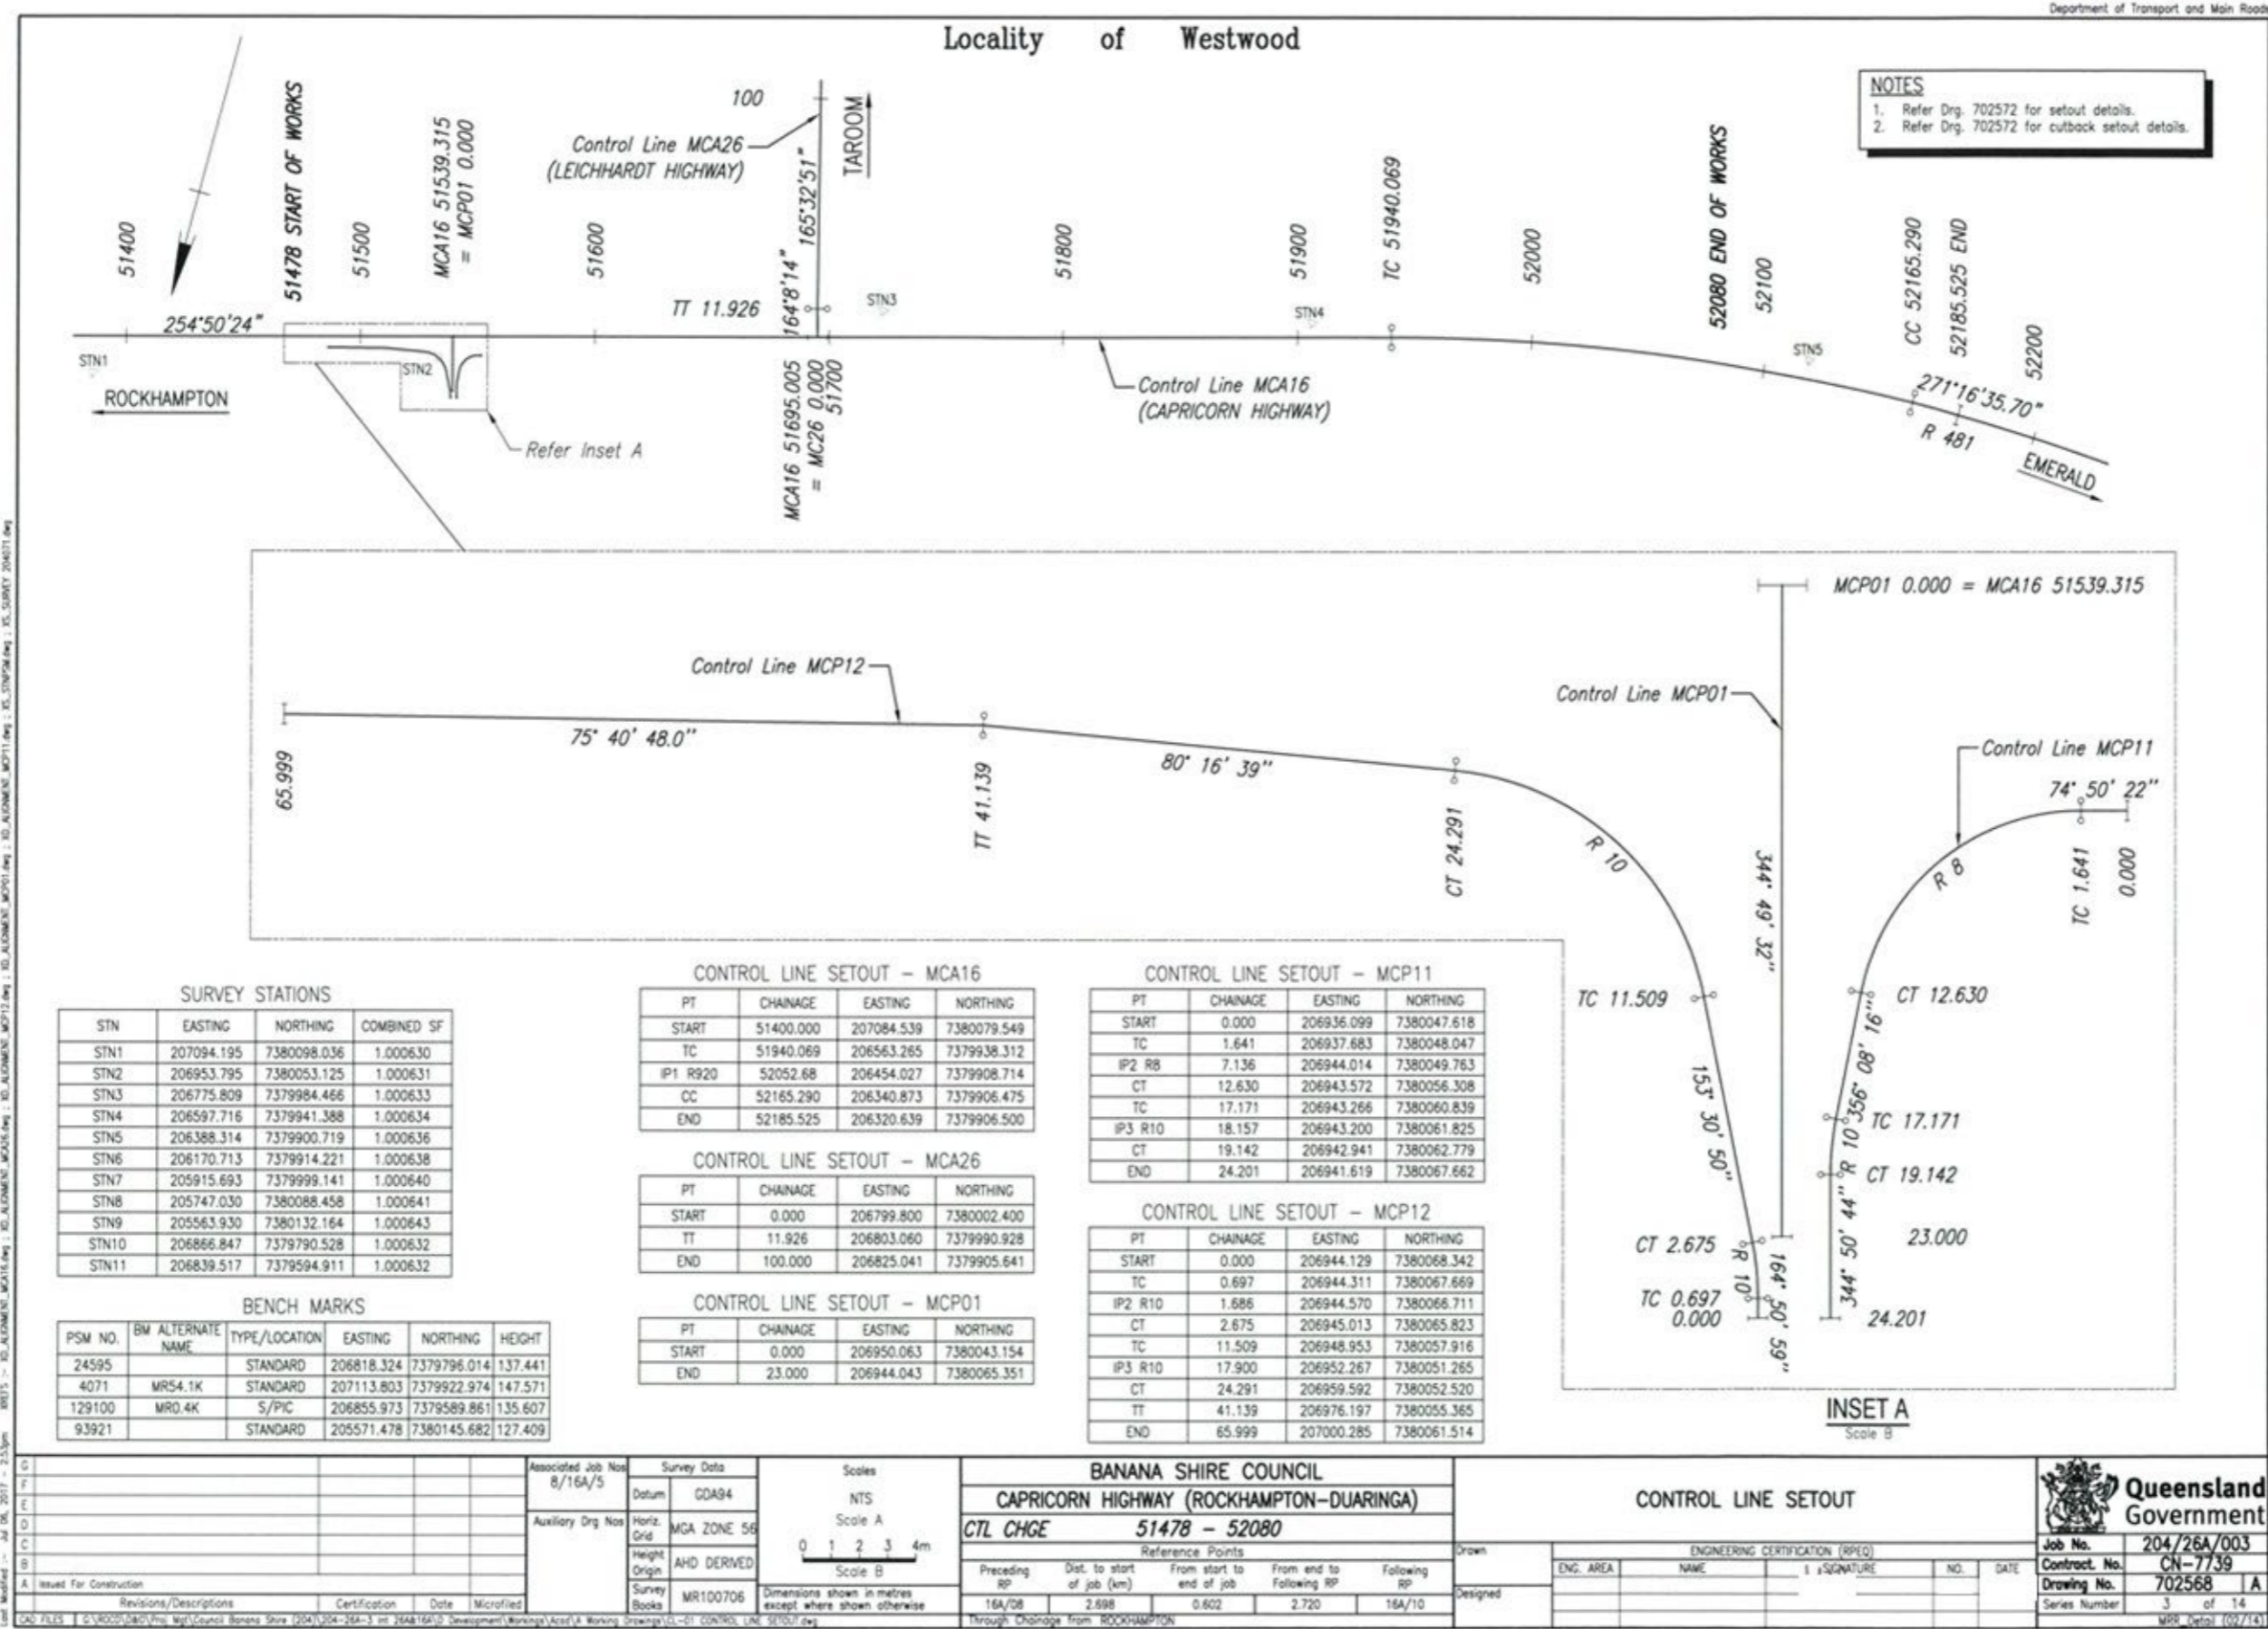 Department of Transport and Main Roads
Locality of Westwood
NOTES
1. Refer Drg. 702572 for setout details.
2. Refer Drg. 702572 for cutback setout details.
51400
51478 START OF WORKS
51500
MCA16 51539.315
= MCP01 0.000
51600
100
Control Line MCA26
(LEICHHARDT HIGHWAY)
165°32'51"
TAROOM
164°8'14"
TT 11.926
STN3
51800
51900
STN4
TC 51940.069
52000
52080 END OF WORKS
52100
STN5
CC 52165.290
52185.525 END
52200
254°50'24"
STN1
ROCKHAMPTON
STN2
Refer Inset A
MCA16 51695.005
= MC26 0.000
51700
Control Line MCA16
(CAPRICORN HIGHWAY)
271°16'35.70"
R 481
EMERALD
MCP01 0.000 = MCA16 51539.315
Control Line MCP12
Control Line MCP01
Control Line MCP11
65.999
75° 40' 48.0"
TT 41.139
80° 16' 39"
CT 24.291
R 10
344° 49' 32"
R 8
74° 50' 22"
TC 1.641
0.000
TC 11.509
CT 12.630
153° 30' 50"
356° 08' 16"
TC 17.171
R 10
CT 19.142
CT 2.675
R 10
23.000
TC 0.697
0.000
164° 50' 59"
344° 50' 44"
24.201
INSET A
Scale B
SURVEY STATIONS
STN EASTING NORTHING COMBINED SF
STN1 207094.195 7380098.036 1.000630
STN2 206953.795 7380053.125 1.000631
STN3 206775.809 7379984.466 1.000633
STN4 206597.716 7379941.388 1.000634
STN5 206388.314 7379900.719 1.000636
STN6 206170.713 7379914.221 1.000638
STN7 205915.693 7379999.141 1.000640
STN8 205747.030 7380088.458 1.000641
STN9 205563.930 7380132.164 1.000643
STN10 206866.847 7379790.528 1.000632
STN11 206839.517 7379594.911 1.000632
BENCH MARKS
PSM NO. BM ALTERNATE NAME TYPE/LOCATION EASTING NORTHING HEIGHT
24595 STANDARD 206818.324 7379796.014 137.441
4071 MR54.1K STANDARD 207113.803 7379922.974 147.571
129100 MR0.4K S/PIC 206855.973 7379589.861 135.607
93921 STANDARD 205571.478 7380145.682 127.409
CONTROL LINE SETOUT - MCA16
PT CHAINAGE EASTING NORTHING
START 51400.000 207084.539 7380079.549
TC 51940.069 206563.265 7379938.312
IP1 R920 52052.68 206454.027 7379908.714
CC 52165.290 206340.873 7379906.475
END 52185.525 206320.639 7379906.500
CONTROL LINE SETOUT - MCA26
PT CHAINAGE EASTING NORTHING
START 0.000 206799.800 7380002.400
TT 11.926 206803.060 7379990.928
END 100.000 206825.041 7379905.641
CONTROL LINE SETOUT - MCP01
PT CHAINAGE EASTING NORTHING
START 0.000 206950.063 7380043.154
END 23.000 206944.043 7380065.351
CONTROL LINE SETOUT - MCP11
PT CHAINAGE EASTING NORTHING
START 0.000 206936.099 7380047.618
TC 1.641 206937.683 7380048.047
IP2 R8 7.136 206944.014 7380049.763
CT 12.630 206943.572 7380056.308
TC 17.171 206943.266 7380060.839
IP3 R10 18.157 206943.200 7380061.825
CT 19.142 206942.941 7380062.779
END 24.201 206941.619 7380067.662
CONTROL LINE SETOUT - MCP12
PT CHAINAGE EASTING NORTHING
START 0.000 206944.129 7380068.342
TC 0.697 206944.311 7380067.669
IP2 R10 1.686 206944.570 7380066.711
CT 2.675 206945.013 7380065.823
TC 11.509 206948.953 7380057.916
IP3 R10 17.900 206952.267 7380051.265
CT 24.291 206959.592 7380052.520
TT 41.139 206976.197 7380055.365
END 65.999 207000.285 7380061.514
G
F
E
D
C
B
A Issued For Construction
Revisions/Descriptions Certification Date Microfiled
Associated Job Nos
8/16A/5
Auxiliary Drg Nos
Survey Data
Datum GDA94
Horiz. Grid MGA ZONE 56
Height Origin AHD DERIVED
Survey Books MR100706
Scales
NTS
Scale A
0 1 2 3 4m
Scale B
Dimensions shown in metres
except where shown otherwise
BANANA SHIRE COUNCIL
CAPRICORN HIGHWAY (ROCKHAMPTON-DUARINGA)
CTL CHGE 51478 - 52080
Reference Points
Preceding RP Dist. to start of job (km) From start to end of job From end to Following RP Following RP
16A/08 2.698 0.602 2.720 16A/10
Through Chainage from ROCKHAMPTON
CONTROL LINE SETOUT
Drawn
Designed
ENGINEERING CERTIFICATION (RPEQ)
ENG. AREA NAME SIGNATURE NO. DATE
Queensland
Government
Job No. 204/26A/003
Contract. No. CN-7739
Drawing No. 702568 A
Series Number 3 of 14
MRR_Detail (02/14)